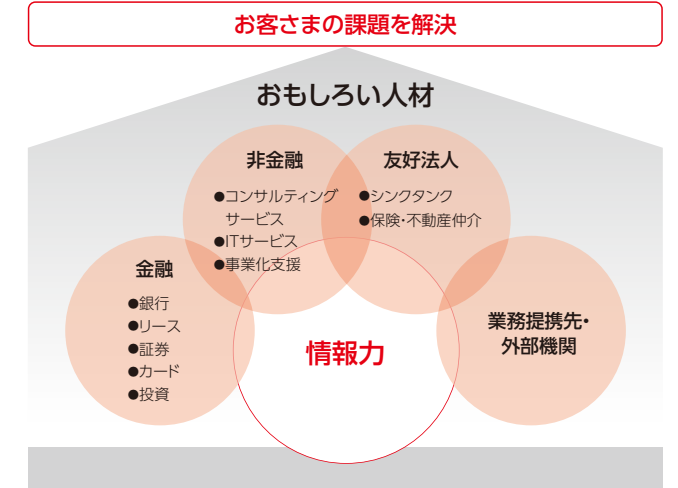 お客さまの課題を解決
おもしろい人材
非金融
●コンサルティング
サービス
●ITサービス
●事業化支援
友好法人
●シンクタンク
●保険・不動産仲介
金融
●銀行
●リース
●証券
●カード
●投資
情報力
業務提携先・
外部機関